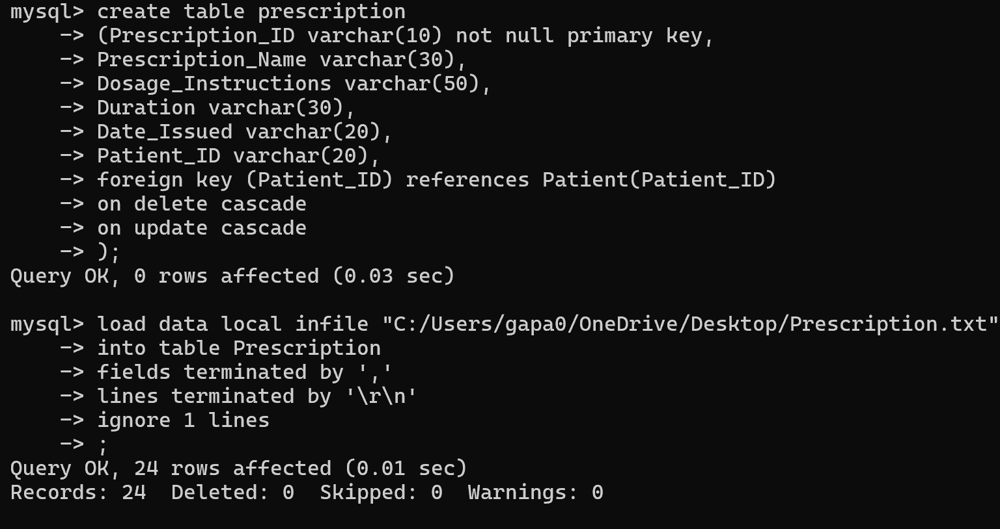 mysql> create table prescription
    -> (Prescription_ID varchar(10) not null primary key,
    -> Prescription_Name varchar(30),
    -> Dosage_Instructions varchar(50),
    -> Duration varchar(30),
    -> Date_Issued varchar(20),
    -> Patient_ID varchar(20),
    -> foreign key (Patient_ID) references Patient(Patient_ID)
    -> on delete cascade
    -> on update cascade
    -> );
Query OK, 0 rows affected (0.03 sec)

mysql> load data local infile "C:/Users/gapa0/OneDrive/Desktop/Prescription.txt"
    -> into table Prescription
    -> fields terminated by ','
    -> lines terminated by '\r\n'
    -> ignore 1 lines
    -> ;
Query OK, 24 rows affected (0.01 sec)
Records: 24  Deleted: 0  Skipped: 0  Warnings: 0